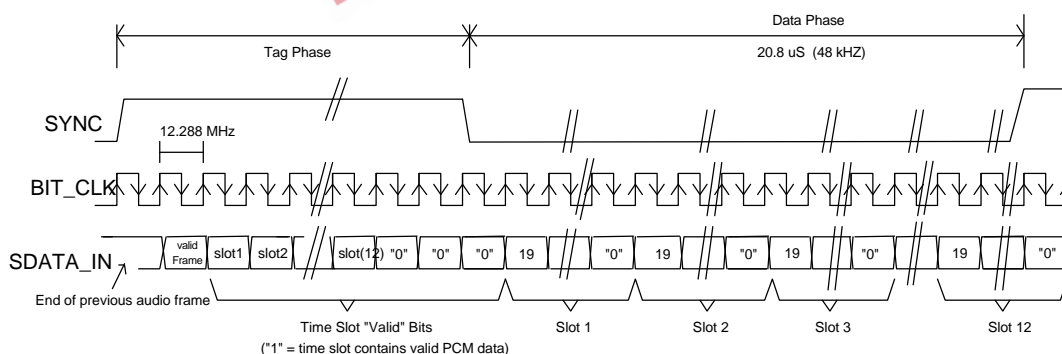 Data Phase
Tag Phase
20.8 uS (48 kHZ)
SYNC
12.288 MHz
BIT_CLK
SDATA_IN
valid
Frame
slot1 slot2 slot(12) "0" "0" "0" 19 "0" 19 "0" 19 "0" 19 "0"
End of previous audio frame
Time Slot "Valid" Bits
Slot 1
Slot 2
Slot 3
Slot 12
("1" = time slot contains valid PCM data)